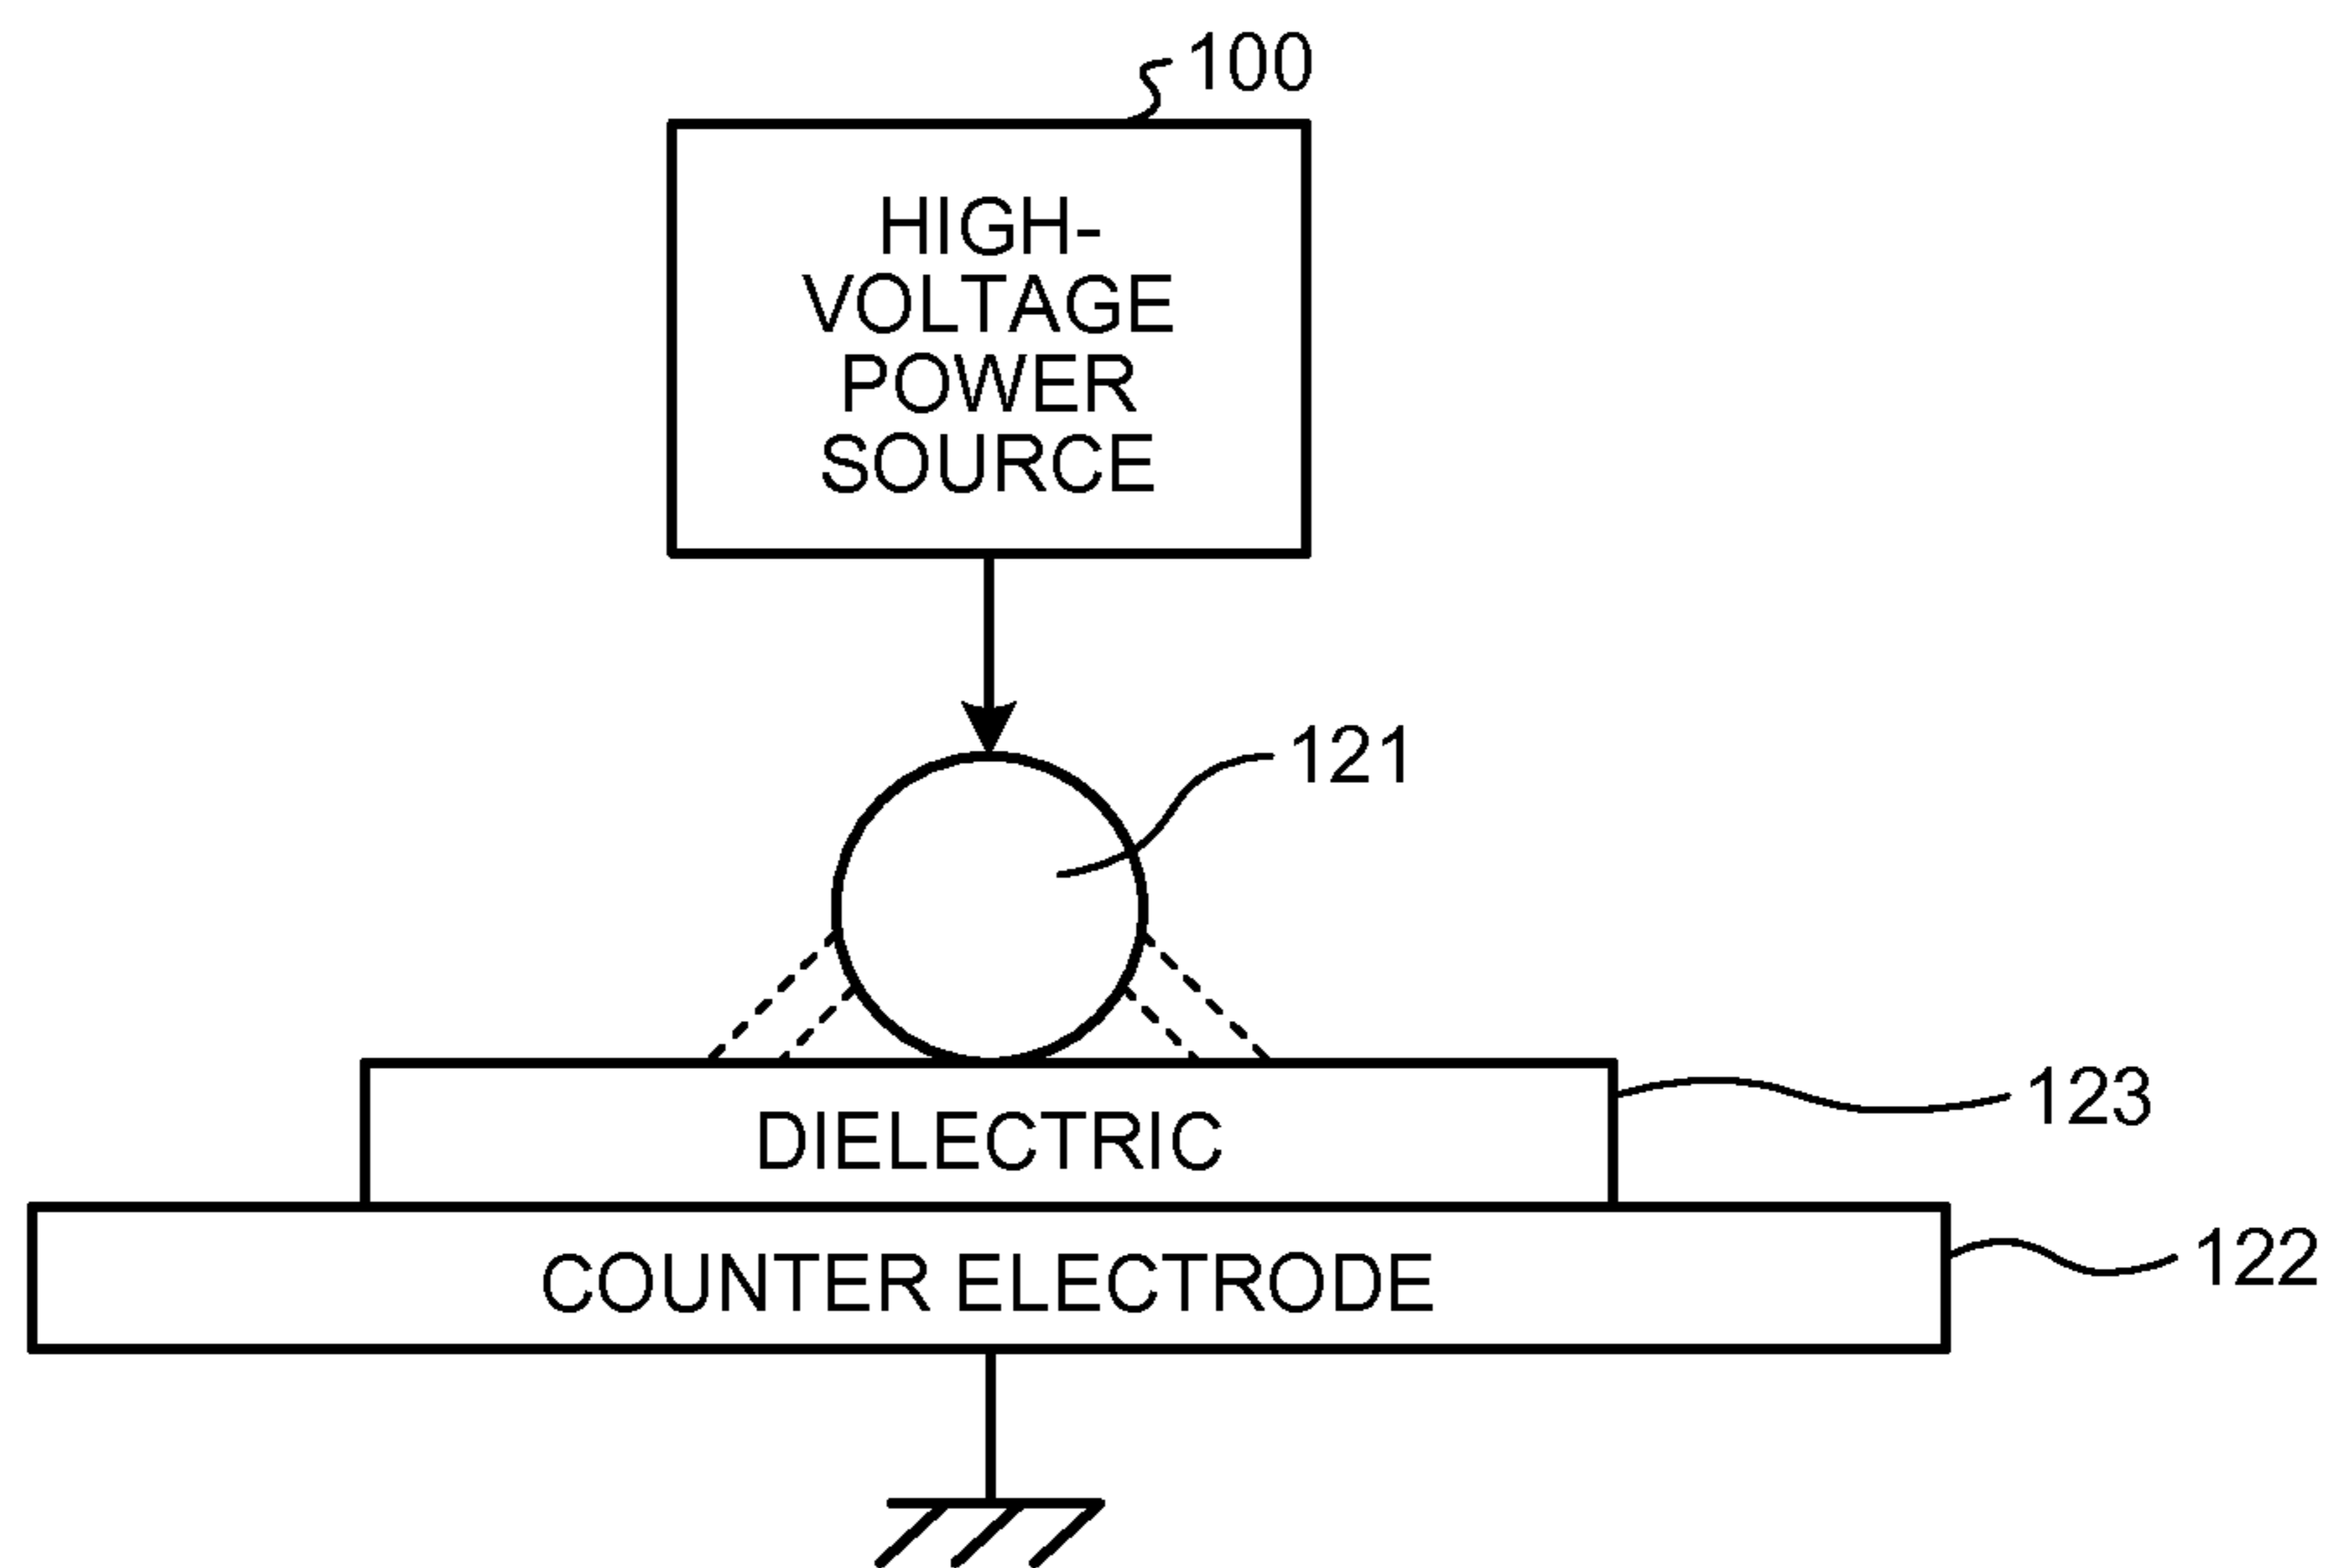 100
HIGH-
VOLTAGE
POWER
SOURCE
121
123
DIELECTRIC
122
COUNTER ELECTRODE